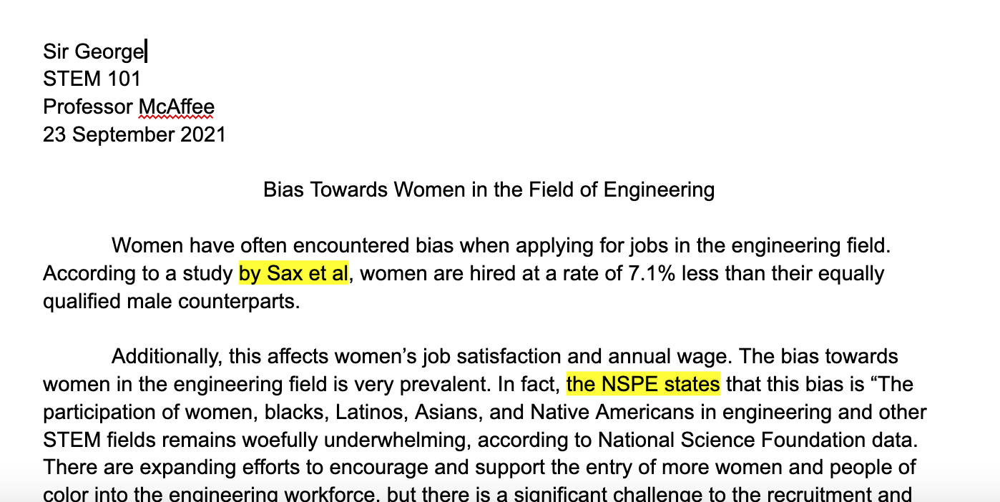 Sir George
STEM 101
Professor McAffee
23 September 2021
Bias Towards Women in the Field of Engineering
Women have often encountered bias when applying for jobs in the engineering field.
According to a study by Sax et al, women are hired at a rate of 7.1% less than their equally
qualified male counterparts.
Additionally, this affects women’s job satisfaction and annual wage. The bias towards
women in the engineering field is very prevalent. In fact, the NSPE states that this bias is “The
participation of women, blacks, Latinos, Asians, and Native Americans in engineering and other
STEM fields remains woefully underwhelming, according to National Science Foundation data.
There are expanding efforts to encourage and support the entry of more women and people of
color into the engineering workforce, but there is a significant challenge to the recruitment and